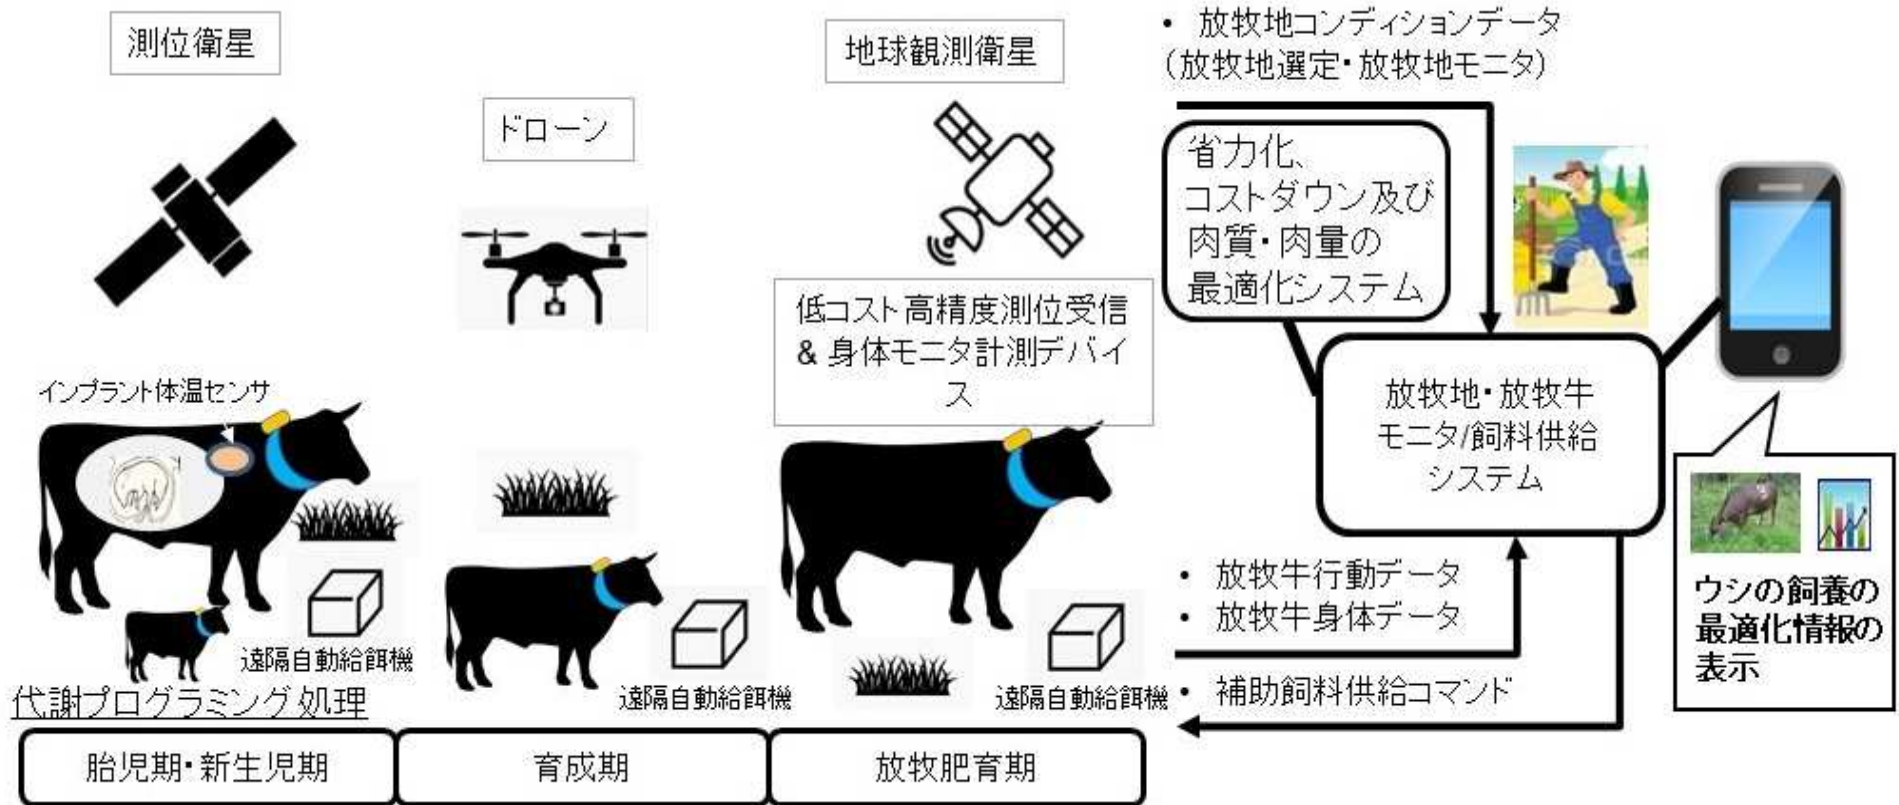 測位衛星
ドローン
地球観測衛星
低コスト高精度測位受信
& 身体モニタ計測デバイ
ス
インプラント体温センサ
遠隔自動給餌機
遠隔自動給餌機
遠隔自動給餌機
代謝プログラミング処理
胎児期・新生児期
育成期
放牧肥育期
• 放牧地コンディションデータ
(放牧地選定・放牧地モニタ)
省力化、
コストダウン及び
肉質・肉量の
最適化システム
放牧地・放牧牛
モニタ/飼料供給
システム
• 放牧牛行動データ
• 放牧牛身体データ
• 補助飼料供給コマンド
ウシの飼養の
最適化情報の
表示